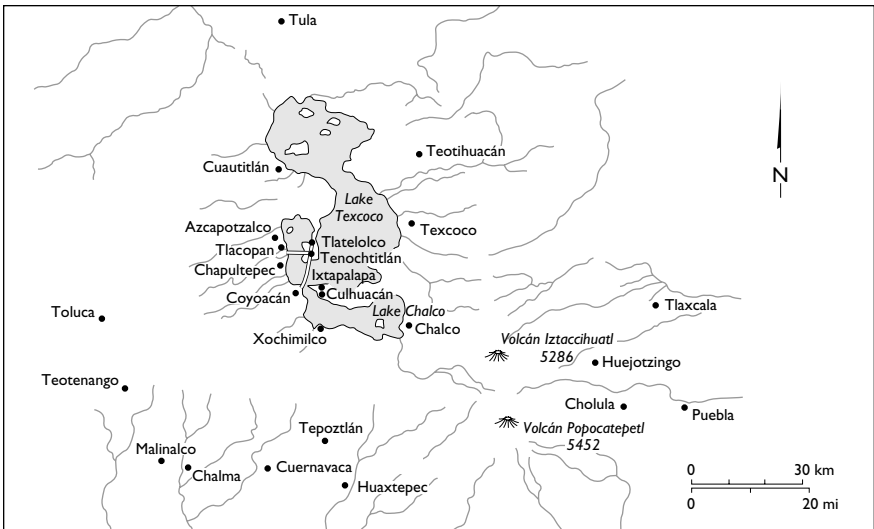 Tula
Teotihuacán
Cuautitlán
Lake
Texcoco
N
Azcapotzalco
Texcoco
Tlacopan
Tlatelolco
Tenochtitlán
Chapultepec
Ixtapalapa
Coyoacán
Culhuacán
Toluca
Lake Chalco
Tlaxcala
Xochimilco
Chalco
Volcán Iztaccihuatl
5286
Huejotzingo
Teotenango
Cholula
Puebla
Volcán Popocatepetl
5452
Tepoztlán
Malinalco
Chalma
Cuernavaca
Huaxtepec
0 30 km
0 20 mi